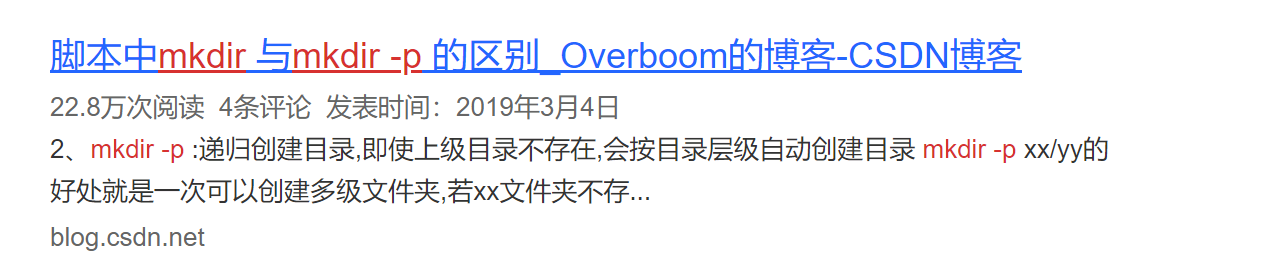 脚本中mkdir 与mkdir -p 的区别_Overboom的博客-CSDN博客
22.8万次阅读 4条评论 发表时间：2019年3月4日
2、mkdir -p :递归创建目录,即使上级目录不存在,会按目录层级自动创建目录 mkdir -p xx/yy的
好处就是一次可以创建多级文件夹,若xx文件夹不存...
blog.csdn.net